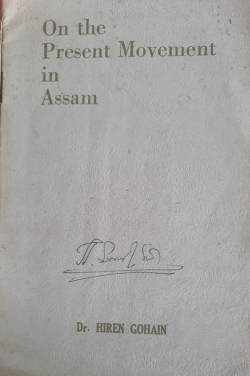 On the
Present Movement
in
Assam
Dr. HIREN GOHAIN